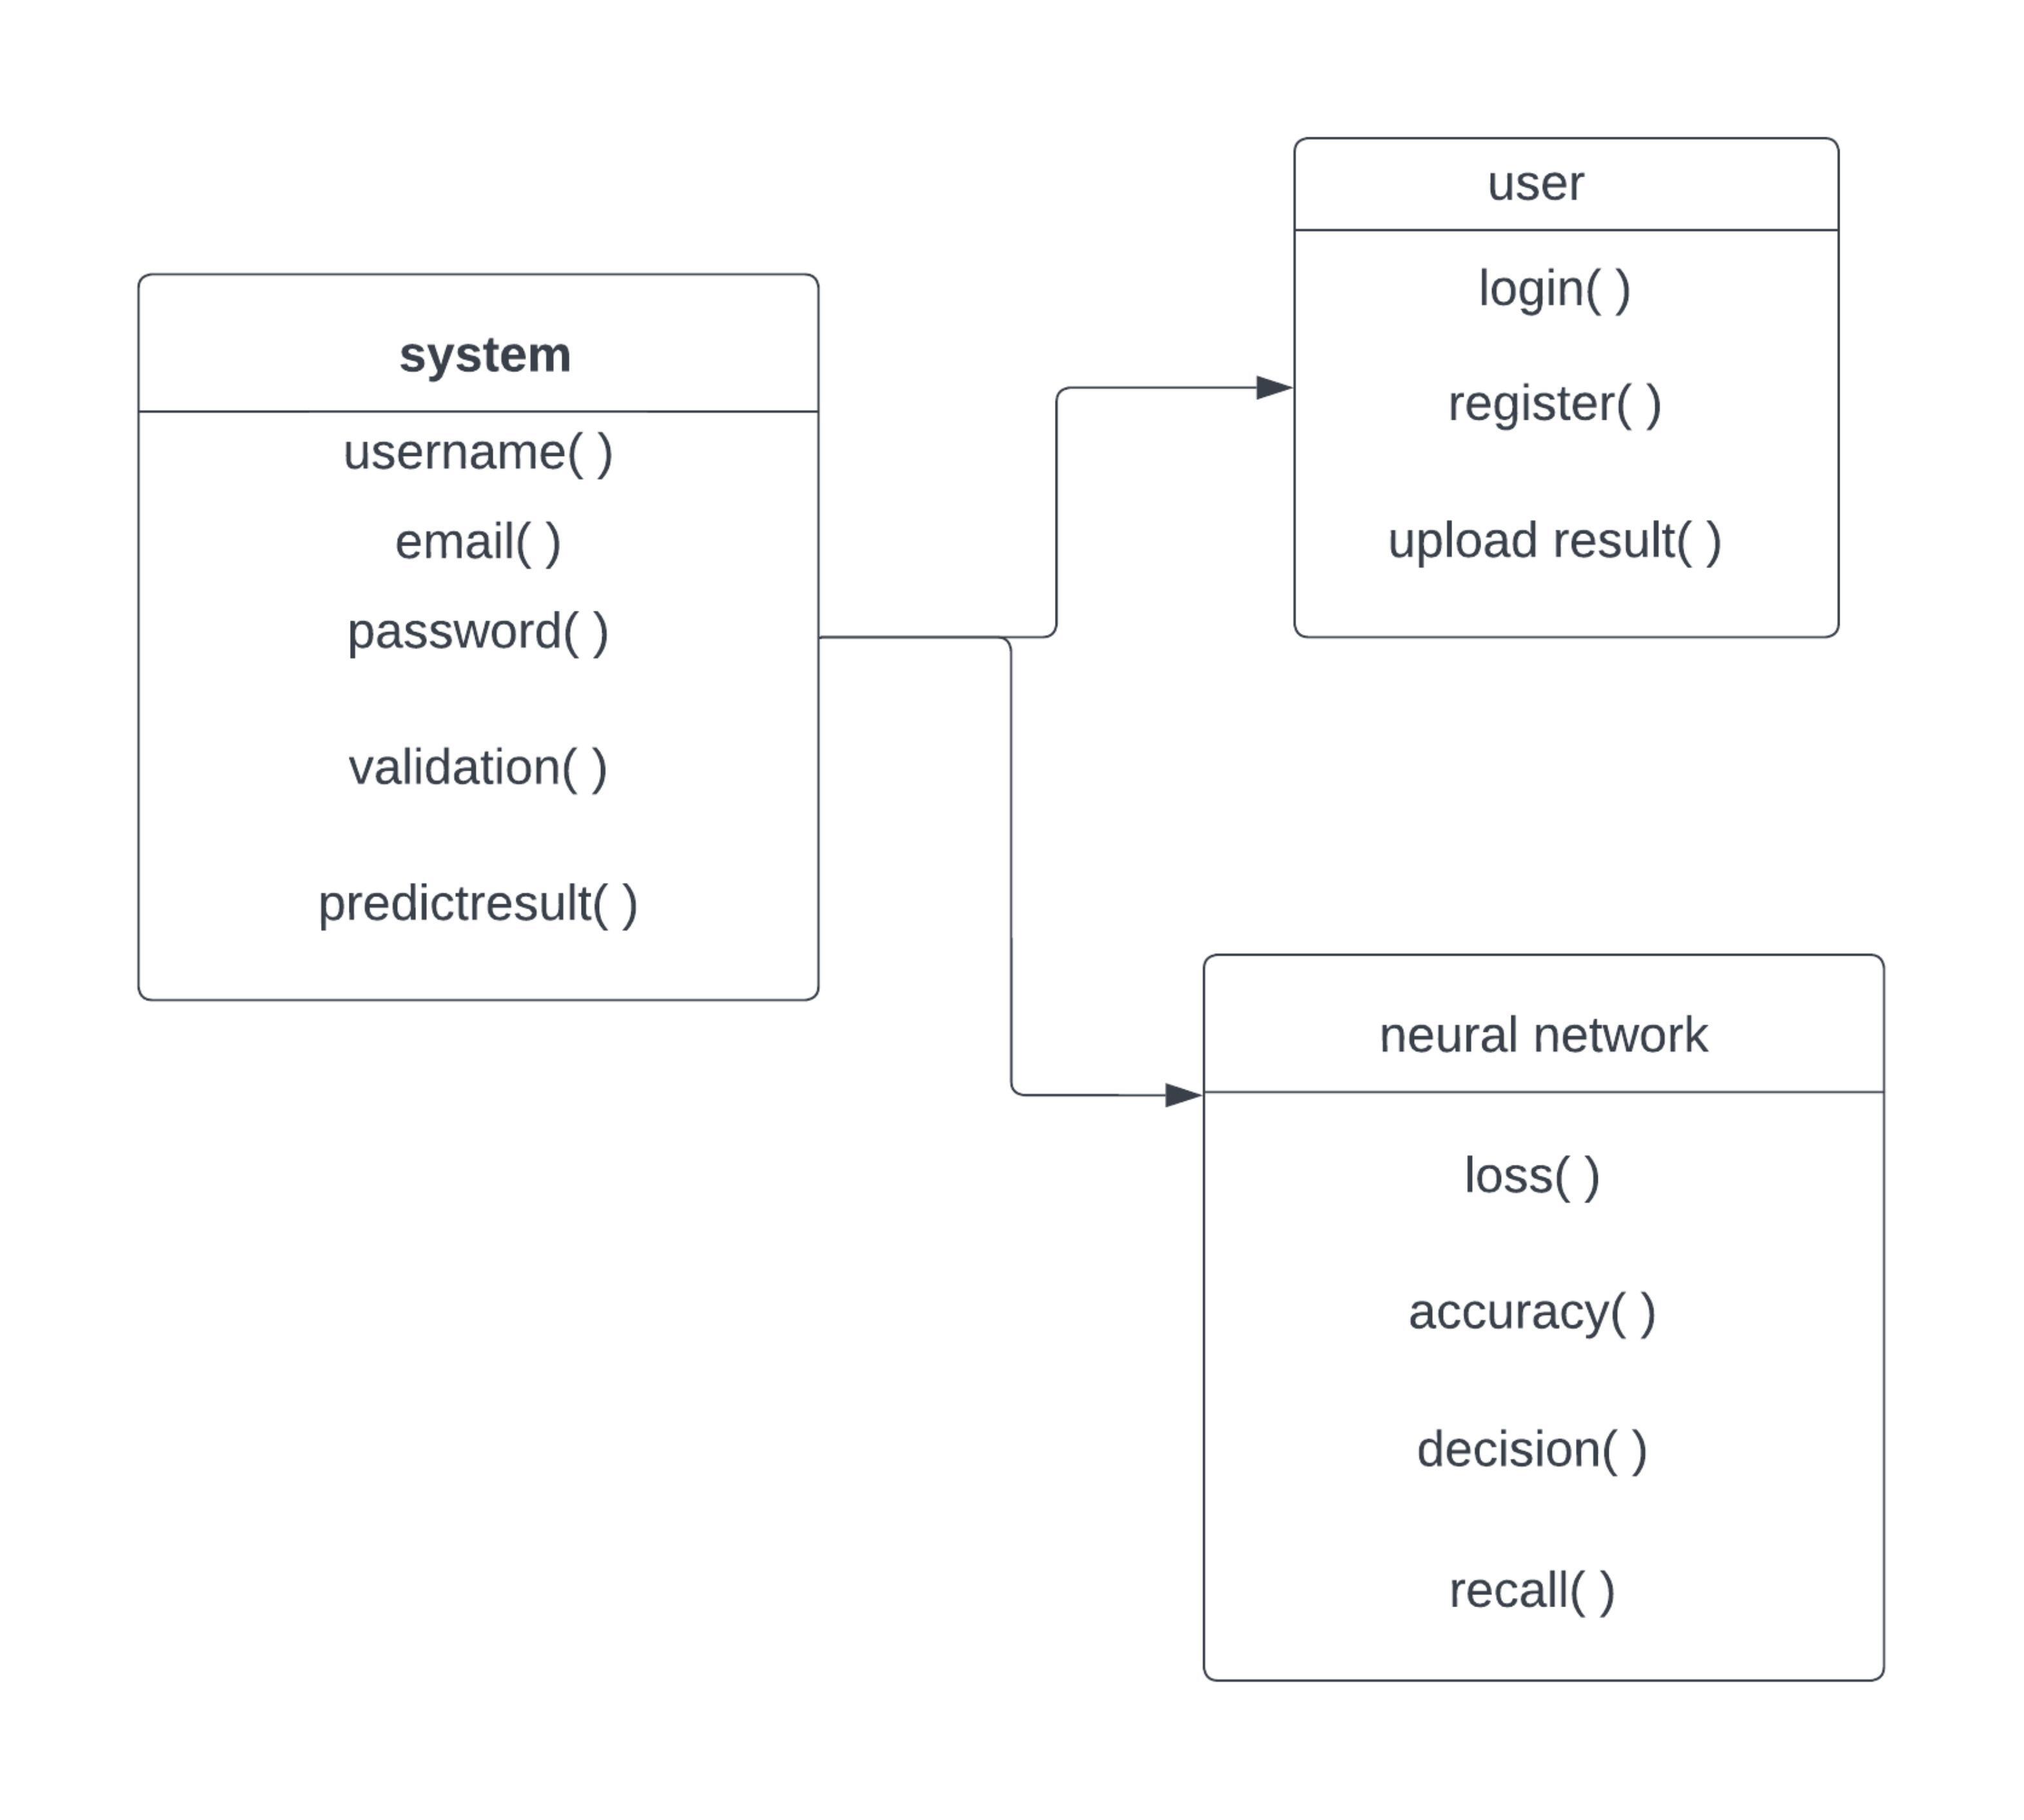 system
username( )
email( )
password( )
validation( )
predictresult( )
user
login( )
register( )
upload result( )
neural network
loss( )
accuracy( )
decision( )
recall( )